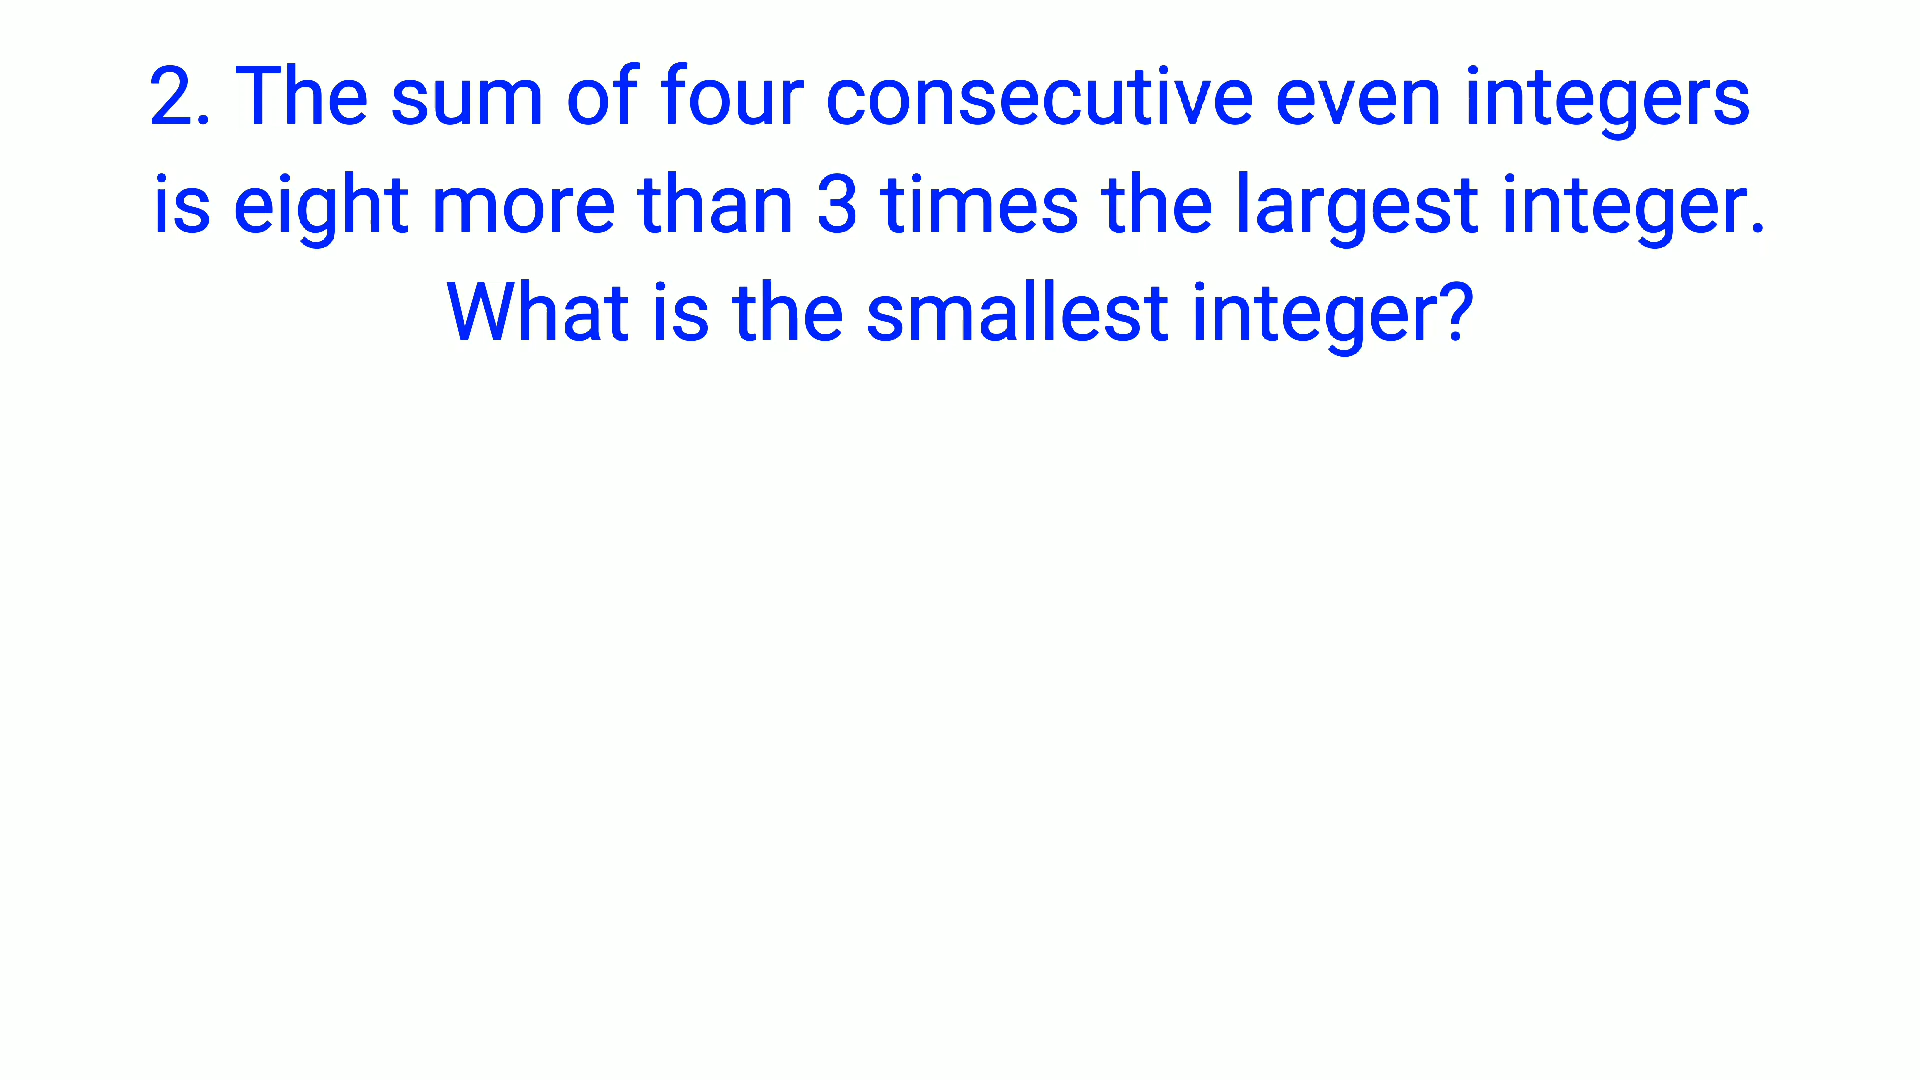 2. The sum of four consecutive even integers
is eight more than 3 times the largest integer.
What is the smallest integer?